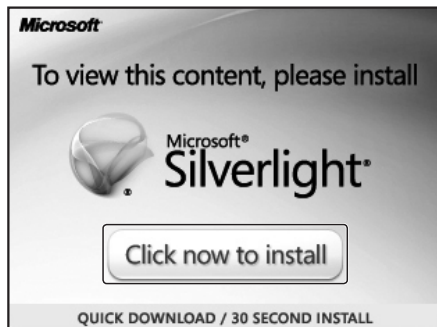 Microsoft
To view this content, please install
Microsoft®
Silverlight®
®
Click now to install
QUICK DOWNLOAD / 30 SECOND INSTALL